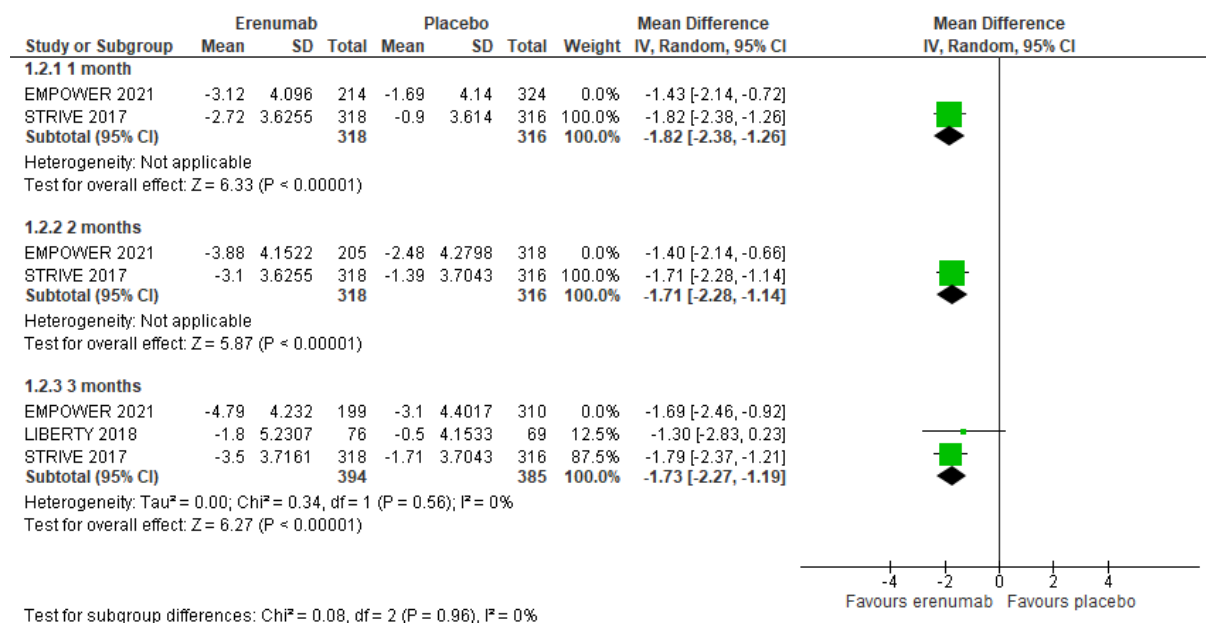 Erenumab Placebo Mean Difference Mean Difference
Study or Subgroup Mean SD Total Mean SD Total Weight IV, Random, 95% CI IV, Random, 95% CI
1.2.1 1 month
EMPOWER 2021 -3.12 4.096 214 -1.69 4.14 324 0.0% -1.43 [-2.14, -0.72]
STRIVE 2017 -2.72 3.6255 318 -0.9 3.614 316 100.0% -1.82 [-2.38, -1.26]
Subtotal (95% CI) 318 316 100.0% -1.82 [-2.38, -1.26]
Heterogeneity: Not applicable
Test for overall effect: Z = 6.33 (P < 0.00001)
1.2.2 2 months
EMPOWER 2021 -3.88 4.1522 205 -2.48 4.2798 318 0.0% -1.40 [-2.14, -0.66]
STRIVE 2017 -3.1 3.6255 318 -1.39 3.7043 316 100.0% -1.71 [-2.28, -1.14]
Subtotal (95% CI) 318 316 100.0% -1.71 [-2.28, -1.14]
Heterogeneity: Not applicable
Test for overall effect: Z = 5.87 (P < 0.00001)
1.2.3 3 months
EMPOWER 2021 -4.79 4.232 199 -3.1 4.4017 310 0.0% -1.69 [-2.46, -0.92]
LIBERTY 2018 -1.8 5.2307 76 -0.5 4.1533 69 12.5% -1.30 [-2.83, 0.23]
STRIVE 2017 -3.5 3.7161 318 -1.71 3.7043 316 87.5% -1.79 [-2.37, -1.21]
Subtotal (95% CI) 394 385 100.0% -1.73 [-2.27, -1.19]
Heterogeneity: Tau² = 0.00; Chi² = 0.34, df = 1 (P = 0.56); I² = 0%
Test for overall effect: Z = 6.27 (P < 0.00001)
-4 -2 0 2 4
Favours erenumab Favours placebo
Test for subgroup differences: Chi² = 0.08, df = 2 (P = 0.96), I² = 0%